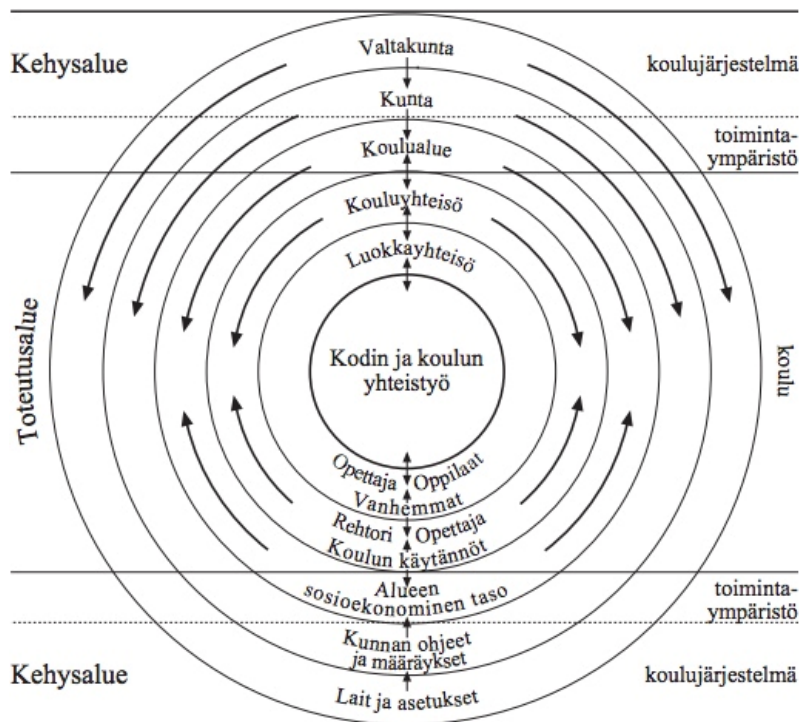 Valtakunta
Kehysalue
koulujärjestelmä
Kunta
toiminta-
ympäristö
Koulualue
Kouluyhteisö
Luokkayhteisö
Toteutusalue
Kodin ja koulun
yhteistyö
koulu
Opettaja
Oppilaat
Vanhemmat
Rehtori
Opettaja
Koulun käytännöt
Alueen
sosioekonominen taso
toiminta-
ympäristö
Kunnan ohjeet
ja määräykset
Kehysalue
koulujärjestelmä
Lait ja asetukset